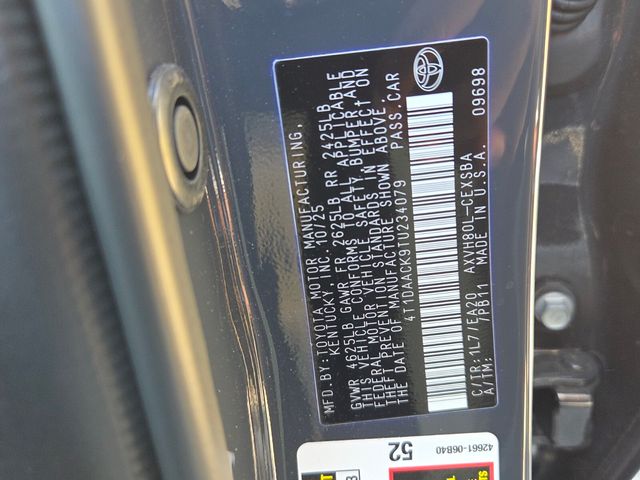 MFD.BY:TOYOTA MOTOR MANUFACTURING,
KENTUCKY, INC. 10/25
GVWR 4625LB GAWR FR 2625LB RR 2425LB
THIS VEHICLE CONFORMS TO ALL APPLICABLE
FEDERAL MOTOR VEHICLE SAFETY, BUMPER AND
THEFT PREVENTION STANDARDS IN EFFECT ON
THE DATE OF MANUFACTURE SHOWN ABOVE.
4T1DAACK9TU234079 PASS.CAR
C/TR:1L7/EA20 AXVH80L-CEXSBA
A/TM: 7PB11 MADE IN U.S.A. 09698
42661-06B40
52